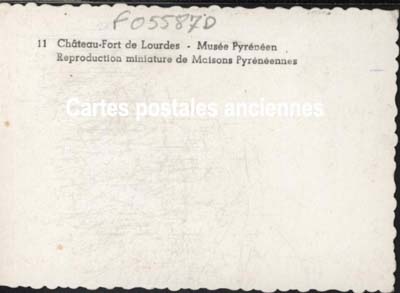 F05587D
11 Château-Fort de Lourdes - Musée Pyrénéen
Reproduction miniature de Maisons Pyrénéennes
Cartes postales anciennes